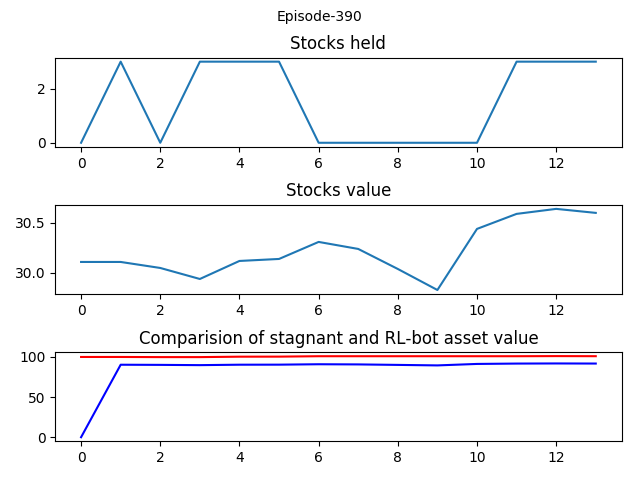 Episode-390
Stocks held
2
0
0 2 4 6 8 10 12
Stocks value
30.5
30.0
0 2 4 6 8 10 12
Comparision of stagnant and RL-bot asset value
100
50
0
0 2 4 6 8 10 12